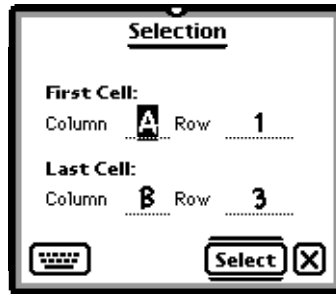 Selection
First Cell:
Column A Row 1
Last Cell:
Column B Row 3
Select